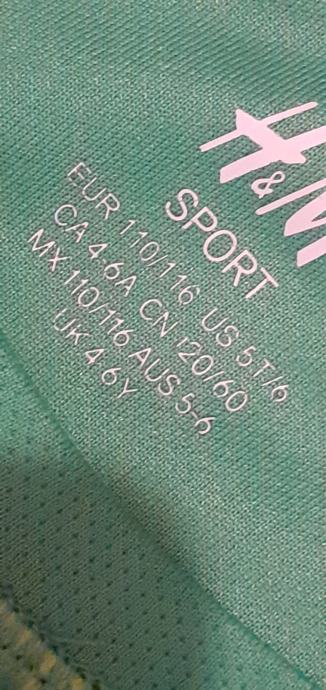 H&M
SPORT
EUR 110/116 US 5T/6
CA 4-6A CN 120/60
MX 110/116 AUS 5-6
UK 4-6Y